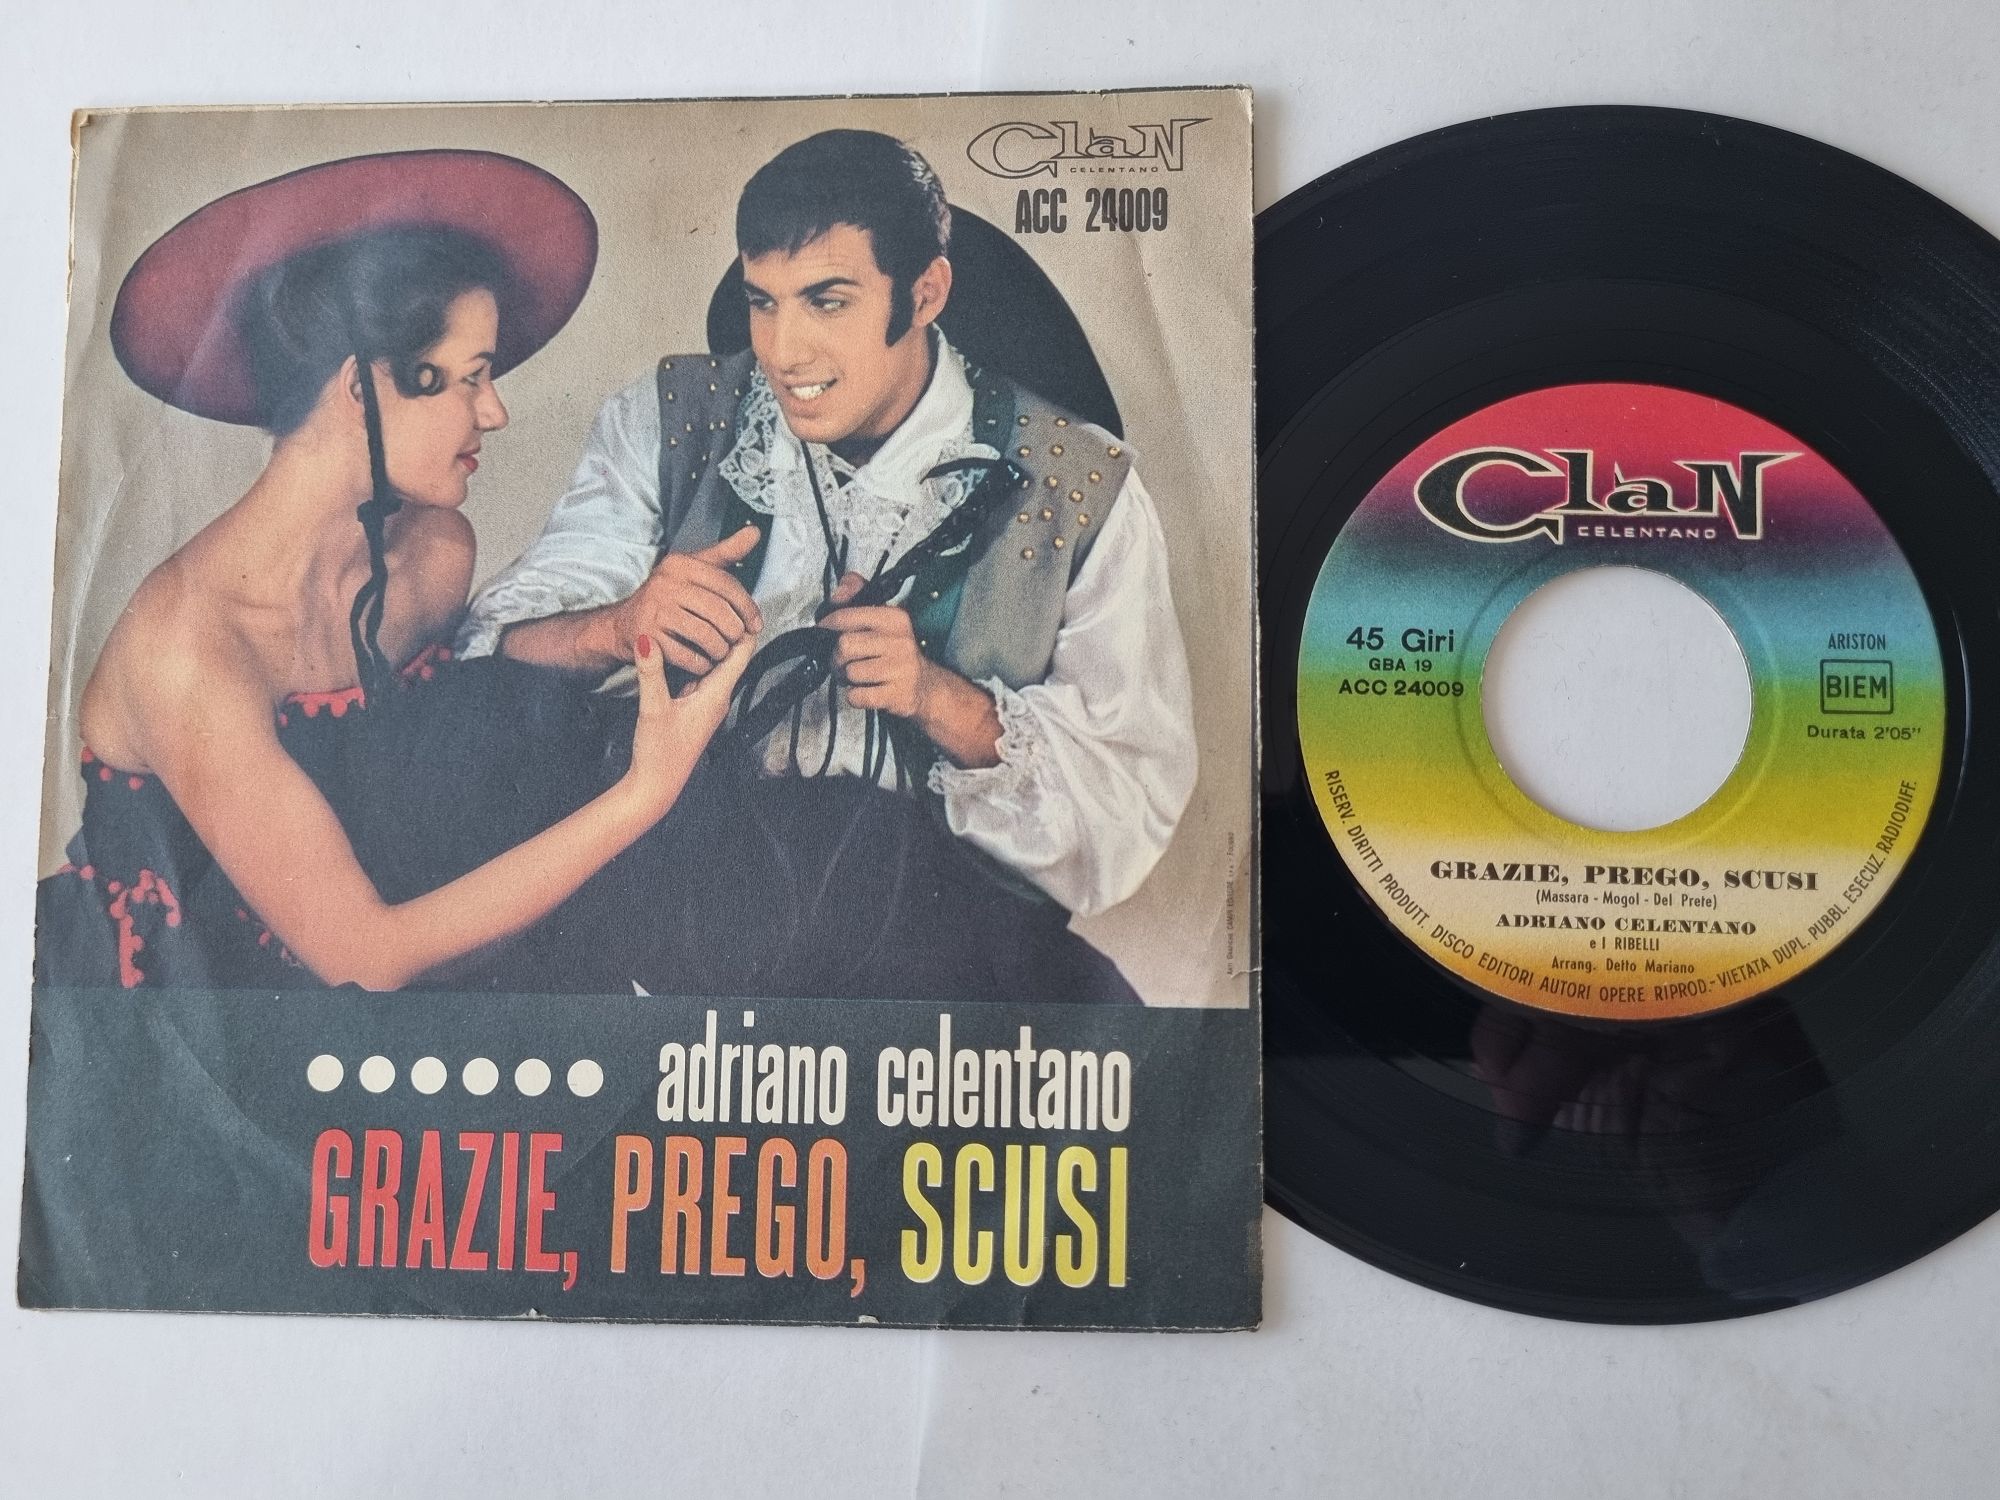 Clan
CELENTANO
ACC 24009
adriano celentano
GRAZIE, PREGO, SCUSI
Clan
CELENTANO
45 Giri
GBA 19
ACC 24009
ARISTON
BIEM
Durata 2'05"
GRAZIE, PREGO, SCUSI
(Massara - Mogol - Del Prete)
ADRIANO CELENTANO
e I RIBELLI
Arrang. Detto Mariano
RISERV. DIRITTI PRODUTT. DISCO EDITORI AUTORI OPERE RIPROD.-VIETATA DUPL. PUBBL. ESECUZ. RADIODIFF.